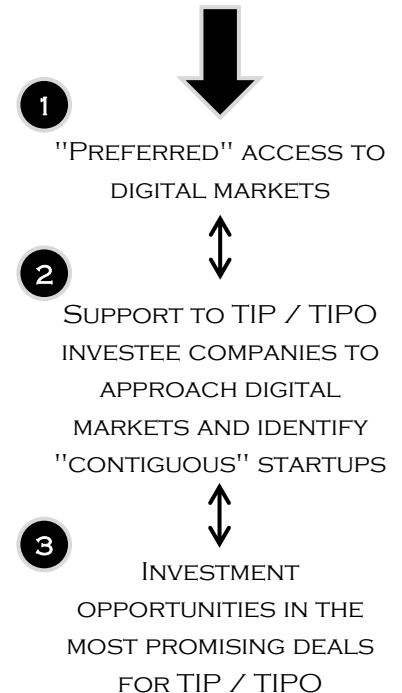 1
"Preferred" access to
digital markets
2
Support to TIP / TIPO
investee companies to
approach digital
markets and identify
"contiguous" startups
3
Investment
opportunities in the
most promising deals
for TIP / TIPO